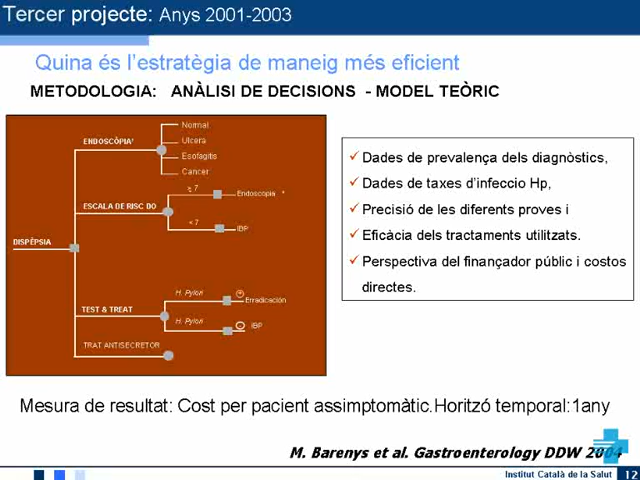 Tercer projecte: Anys 2001-2003
Quina és l'estratègia de maneig més eficient
METODOLOGIA: ANÀLISI DE DECISIONS - MODEL TEÒRIC
Normal
ENDOSCÒPIA'
Ulcera
Esofagitis
Cancer
≥ 7
Endoscopia *
ESCALA DE RISC DO
< 7
IBP
DISPÈPSIA
H. Pylori
+
Erradicación
TEST & TREAT
H. Pylori
IBP
TRAT ANTISECRETOR
✓ Dades de prevalença dels diagnòstics,
✓ Dades de taxes d'infeccio Hp,
✓ Precisió de les diferents proves i
✓ Eficàcia dels tractaments utilitzats.
✓ Perspectiva del finançador públic i costos
directes.
Mesura de resultat: Cost per pacient assimptomàtic.Horitzó temporal:1any
M. Barenys et al. Gastroenterology DDW 2004
Institut Català de la Salut 12